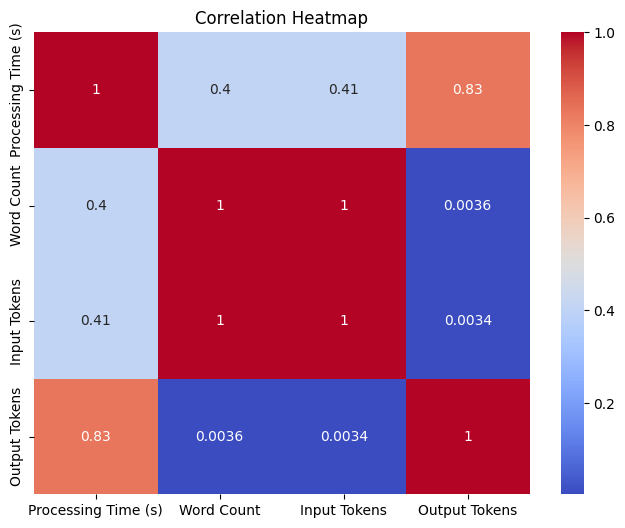 Correlation Heatmap
Processing Time (s)
1
0.4
0.41
0.83
Word Count
0.4
1
1
0.0036
Input Tokens
0.41
1
1
0.0034
Output Tokens
0.83
0.0036
0.0034
1
Processing Time (s)
Word Count
Input Tokens
Output Tokens
1.0
0.8
0.6
0.4
0.2